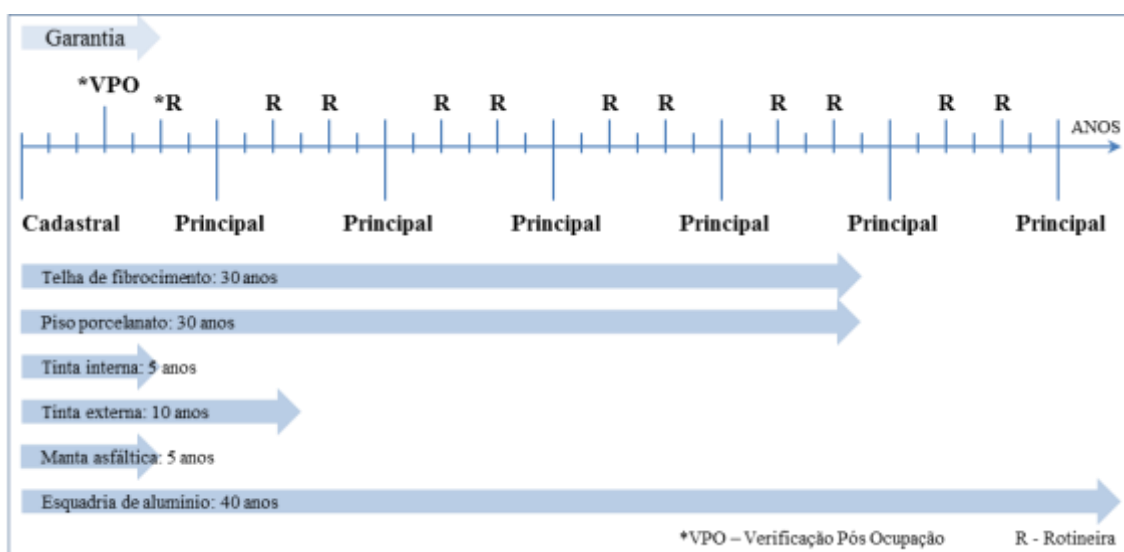 Garantia
*VPO
*R R R R R R R R R R R
ANOS
Cadastral Principal Principal Principal Principal Principal Principal
Telha de fibrocimento: 30 anos
Piso porcelanato: 30 anos
Tinta interna: 5 anos
Tinta externa: 10 anos
Manta asfáltica: 5 anos
Esquadria de alumínio: 40 anos
*VPO – Verificação Pós Ocupação R - Rotineira